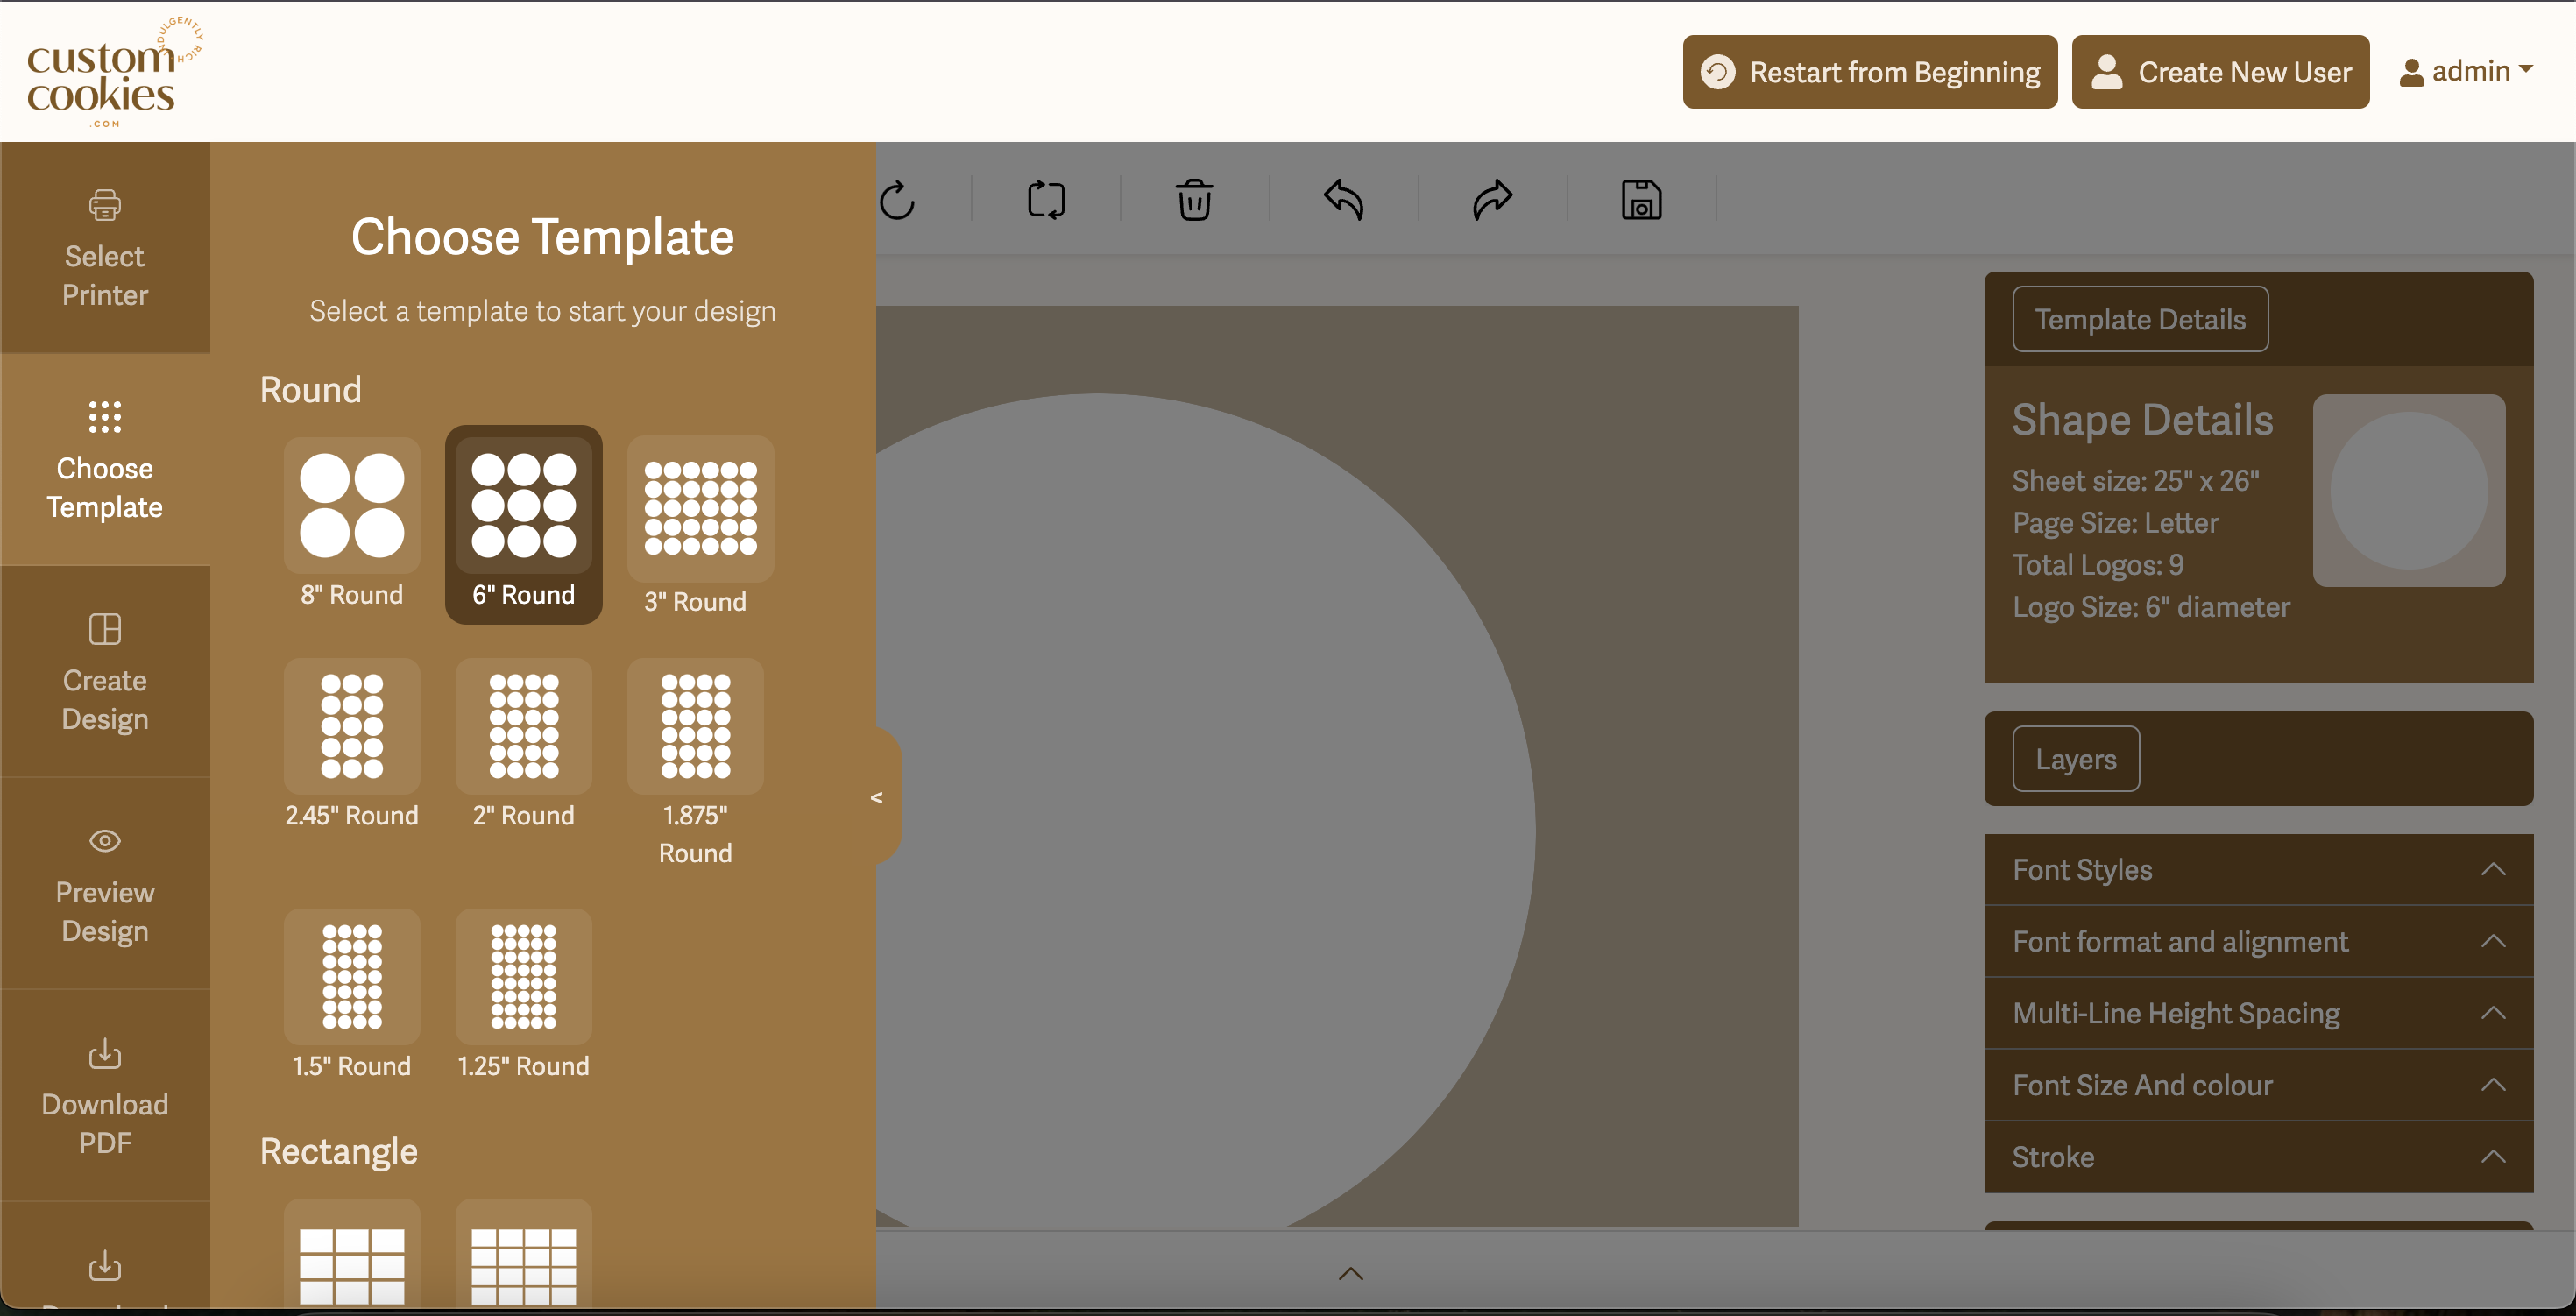 custom
cookies
.COM
INDULGENTLY RICH
Restart from Beginning
Create New User
admin
Select
Printer
Choose
Template
Create
Design
Preview
Design
Download
PDF
Choose Template
Select a template to start your design
Round
8" Round
6" Round
3" Round
2.45" Round
2" Round
1.875"
Round
1.5" Round
1.25" Round
Rectangle
<
Template Details
Shape Details
Sheet size: 25" x 26"
Page Size: Letter
Total Logos: 9
Logo Size: 6" diameter
Layers
Font Styles
Font format and alignment
Multi-Line Height Spacing
Font Size And colour
Stroke